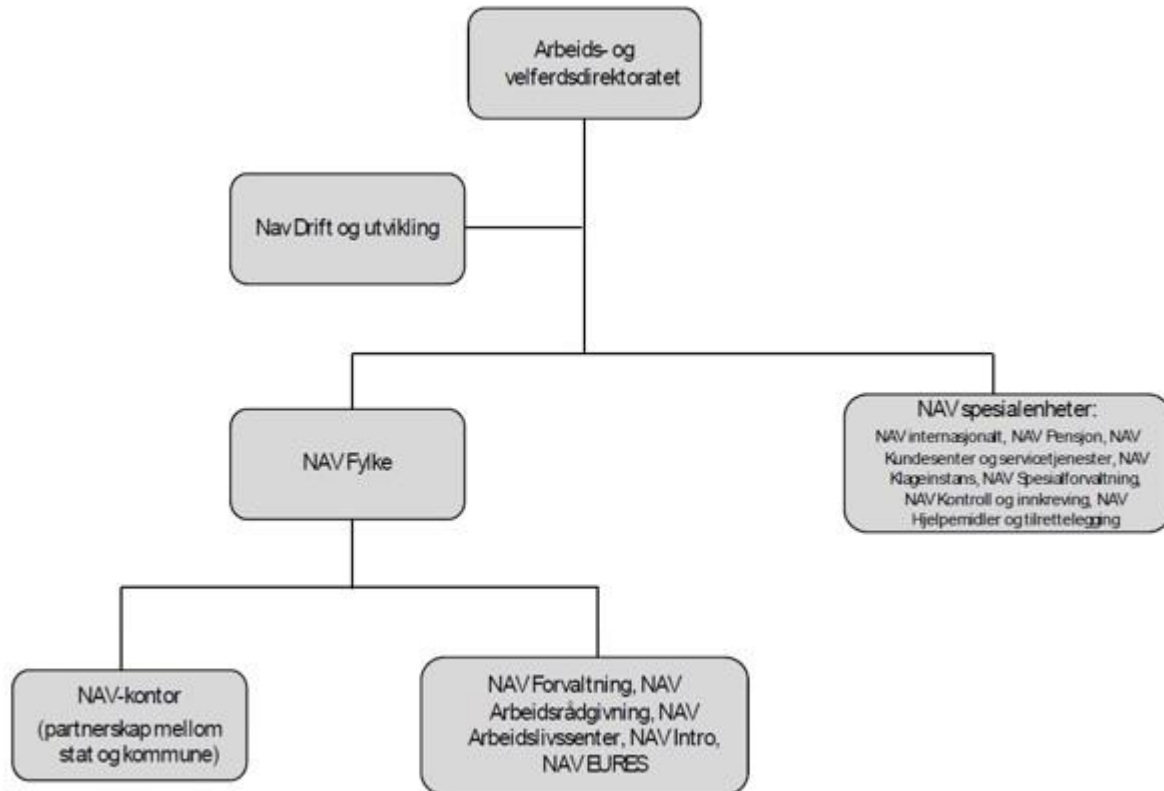 Arbeids- og
velferdsdirektoratet
Nav Drift og utvikling
NAV Fylke
NAV spesialenheter:
NAV internasjonalt, NAV Pensjon, NAV
Kundesenter og servicetjenester, NAV
Klageinstans, NAV Spesialforvaltning,
NAV Kontroll og innkreving, NAV
Hjelpemidler og tilrettelegging
NAV-kontor
(partnerskap mellom
stat og kommune)
NAV Forvaltning, NAV
Arbeidsrådgivning, NAV
Arbeidslivssenter, NAV Intro,
NAV EURES